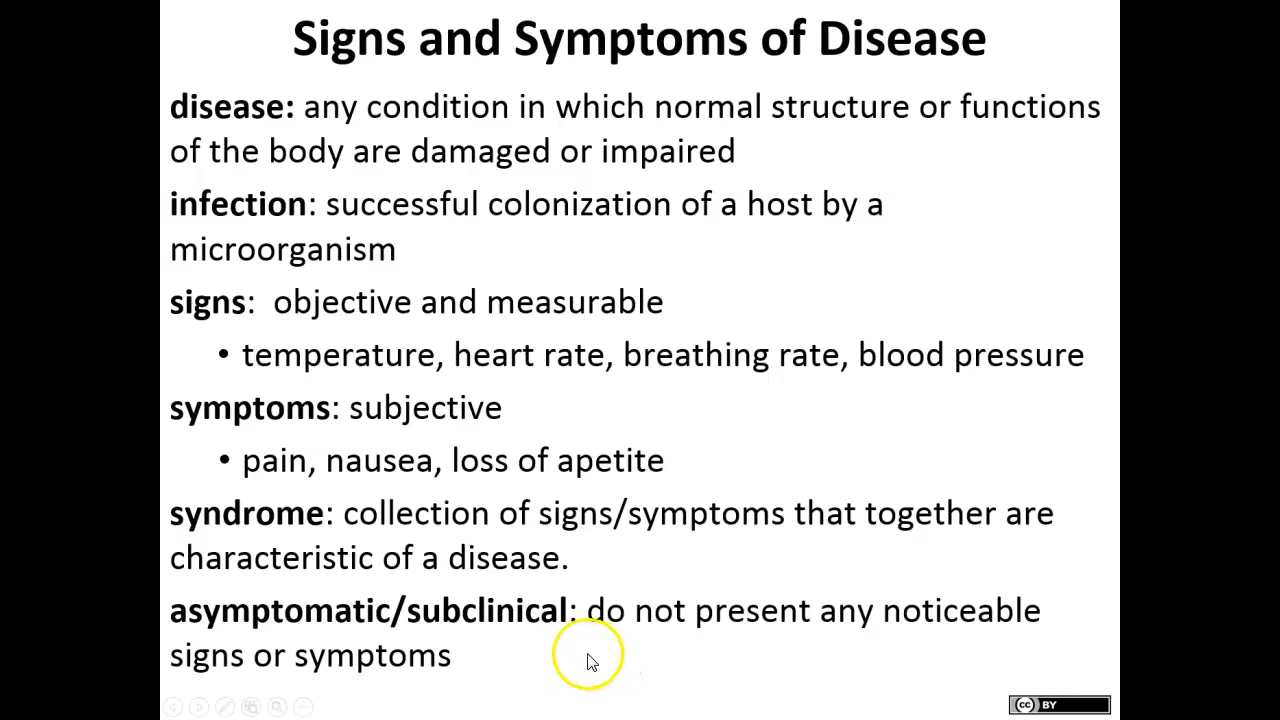 Signs and Symptoms of Disease
disease: any condition in which normal structure or functions
of the body are damaged or impaired
infection: successful colonization of a host by a
microorganism
signs:  objective and measurable
• temperature, heart rate, breathing rate, blood pressure
symptoms: subjective
• pain, nausea, loss of apetite
syndrome: collection of signs/symptoms that together are
characteristic of a disease.
asymptomatic/subclinical: do not present any noticeable
signs or symptoms
cc BY